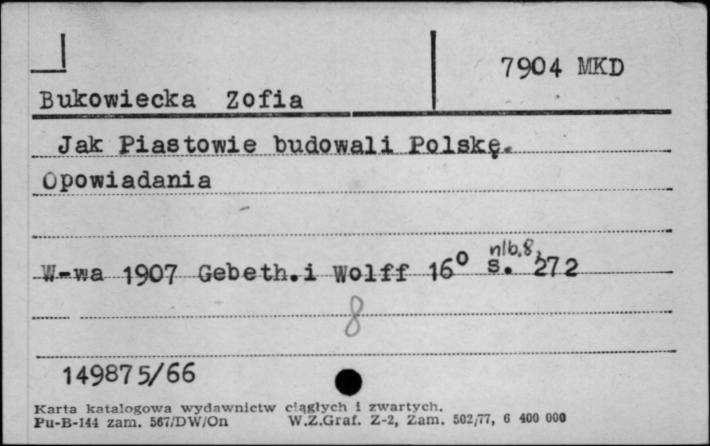 7904 MKD
Bukowiecka Zofia
Jak Piastowie budowali Polskę.
Opowiadania
W-wa 1907 Gebeth.i Wolff 16° s. nlb.8, 272
8
149875/66
Karta katalogowa wydawnictw ciągłych i zwartych.
Pu-B-144 zam. 567/DW/On W.Z.Graf. Z-2, Zam. 502/77, 6 400 000